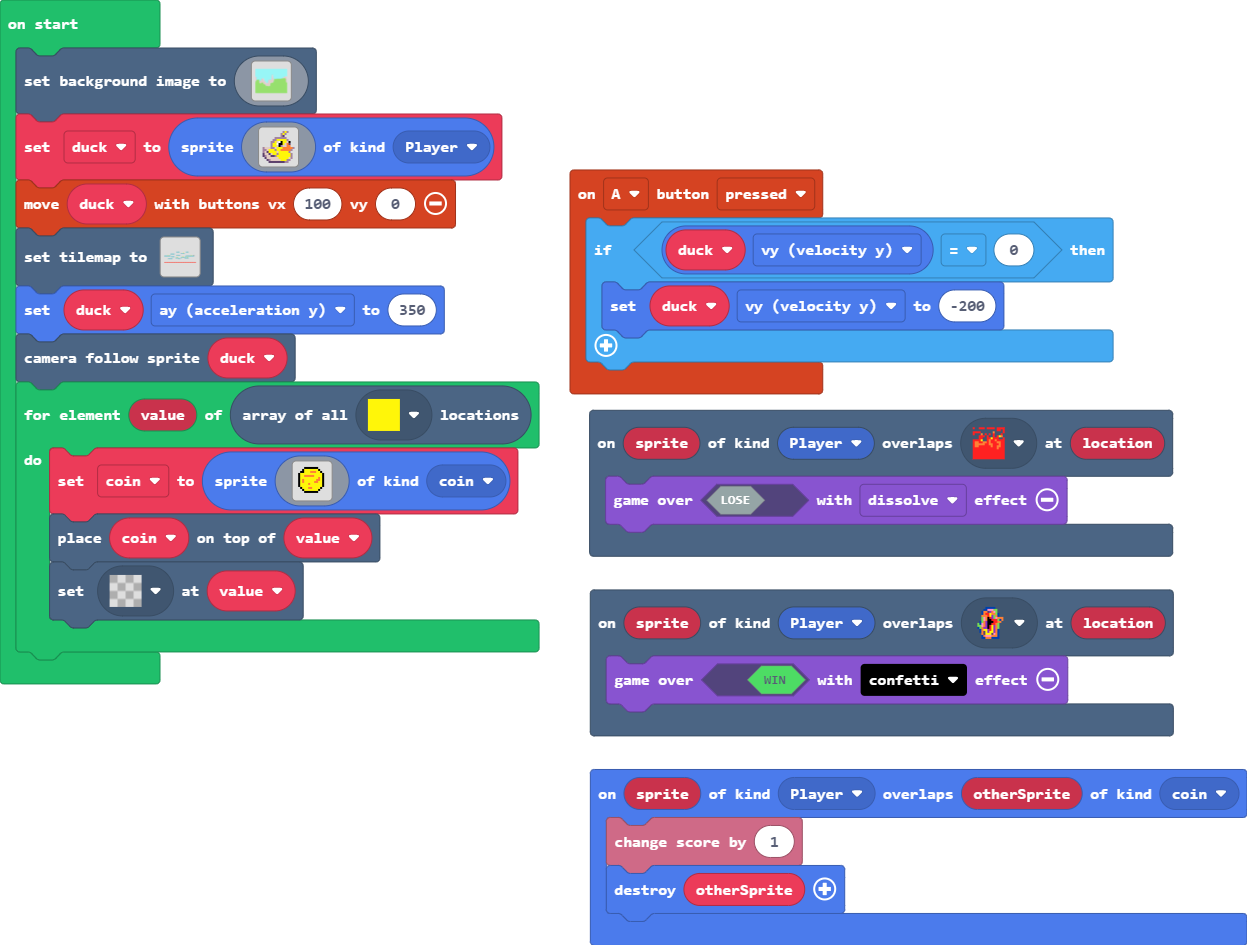 on start
set background image to
set duck to sprite of kind Player
move duck with buttons vx 100 vy 0
set tilemap to
set duck ay (acceleration y) to 350
camera follow sprite duck
for element value of array of all locations
do
set coin to sprite of kind coin
place coin on top of value
set at value
on A button pressed
if duck vy (velocity y) = 0 then
set duck vy (velocity y) to -200
on sprite of kind Player overlaps at location
game over LOSE with dissolve effect
on sprite of kind Player overlaps at location
game over WIN with confetti effect
on sprite of kind Player overlaps otherSprite of kind coin
change score by 1
destroy otherSprite